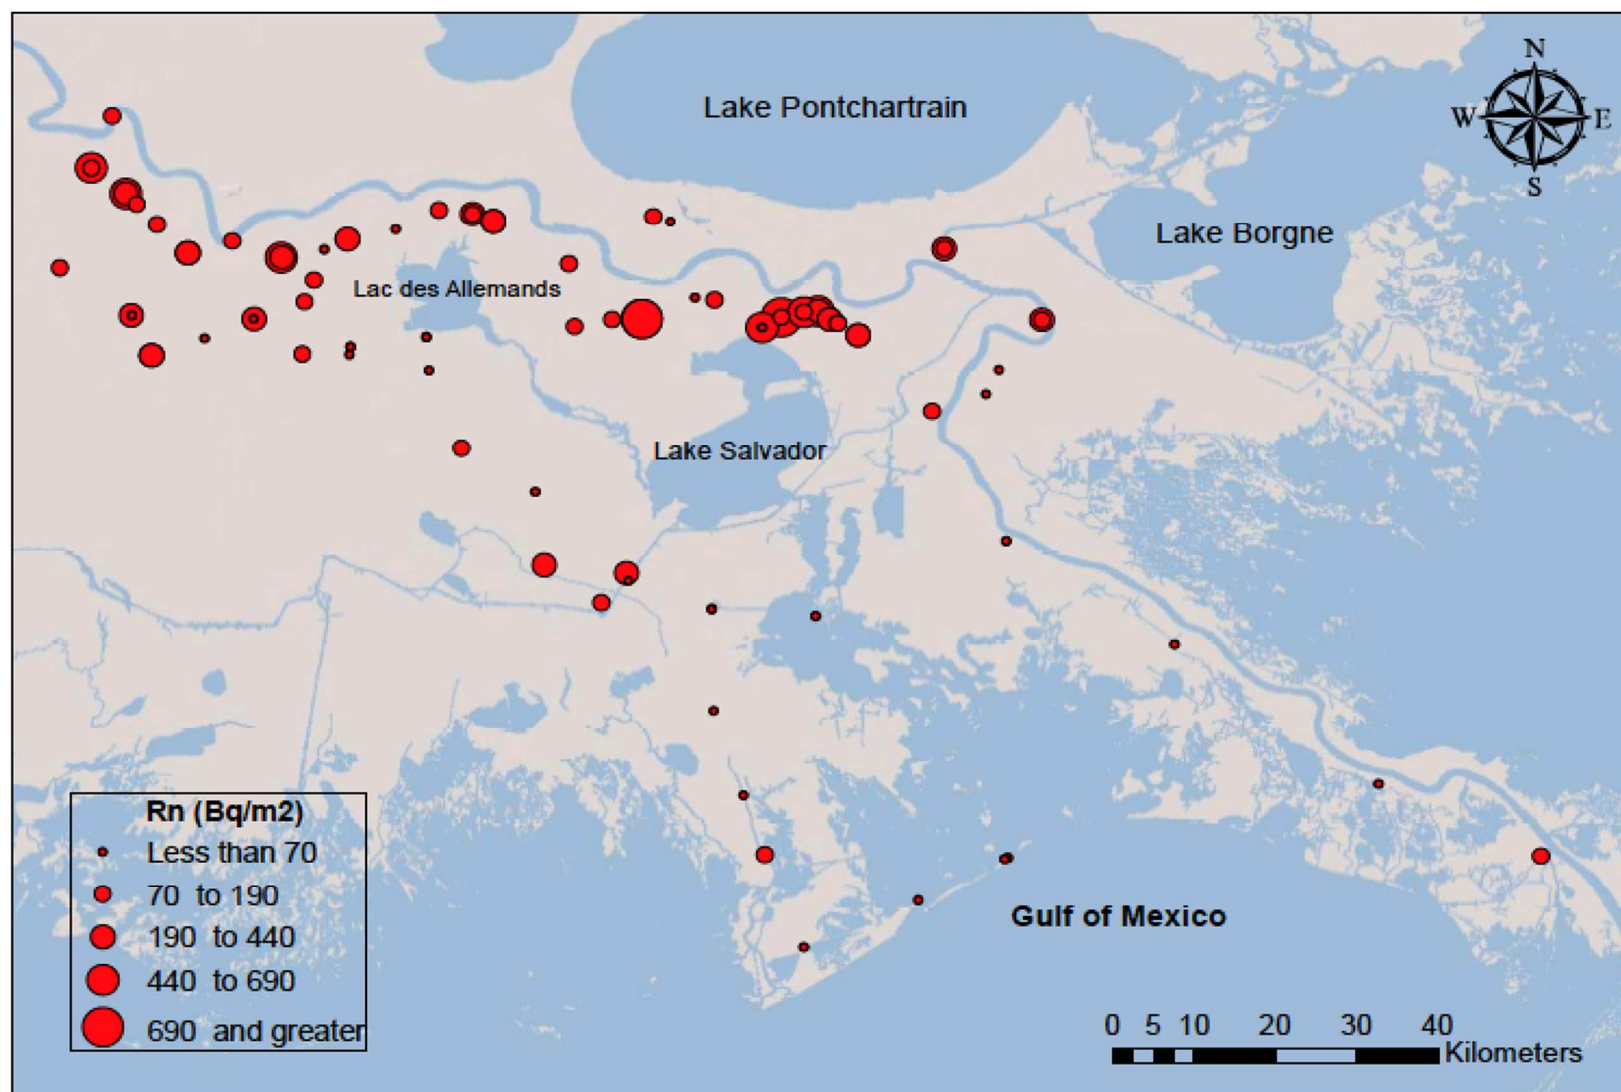 Lake Pontchartrain
N
W E
S
Lake Borgne
Lac des Allemands
Lake Salvador
Rn (Bq/m2)
Less than 70
70 to 190
190 to 440
440 to 690
690 and greater
Gulf of Mexico
0 5 10 20 30 40
Kilometers